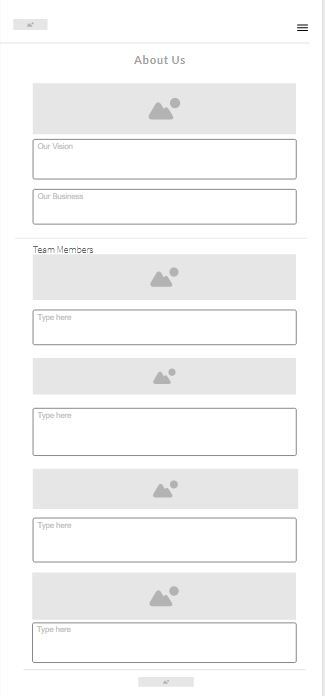 About Us
Our Vision
Our Business
Team Members
Type here
Type here
Type here
Type here